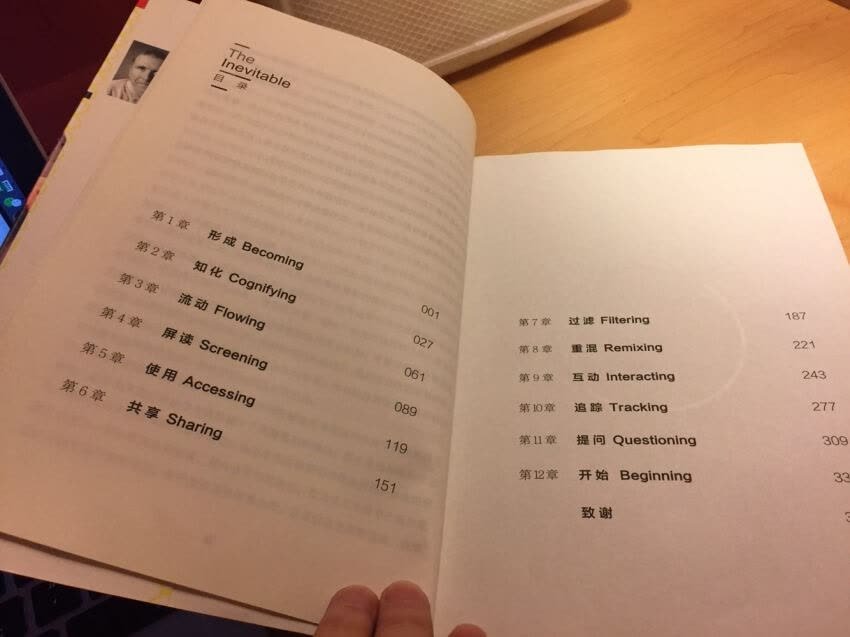 The
Inevitable
目 录
第1章 形成 Becoming 001
第2章 知化 Cognifying 027
第3章 流动 Flowing 061
第4章 屏读 Screening 089
第5章 使用 Accessing 119
第6章 共享 Sharing 151
第7章 过滤 Filtering 187
第8章 重混 Remixing 221
第9章 互动 Interacting 243
第10章 追踪 Tracking 277
第11章 提问 Questioning 309
第12章 开始 Beginning 33
致谢 3